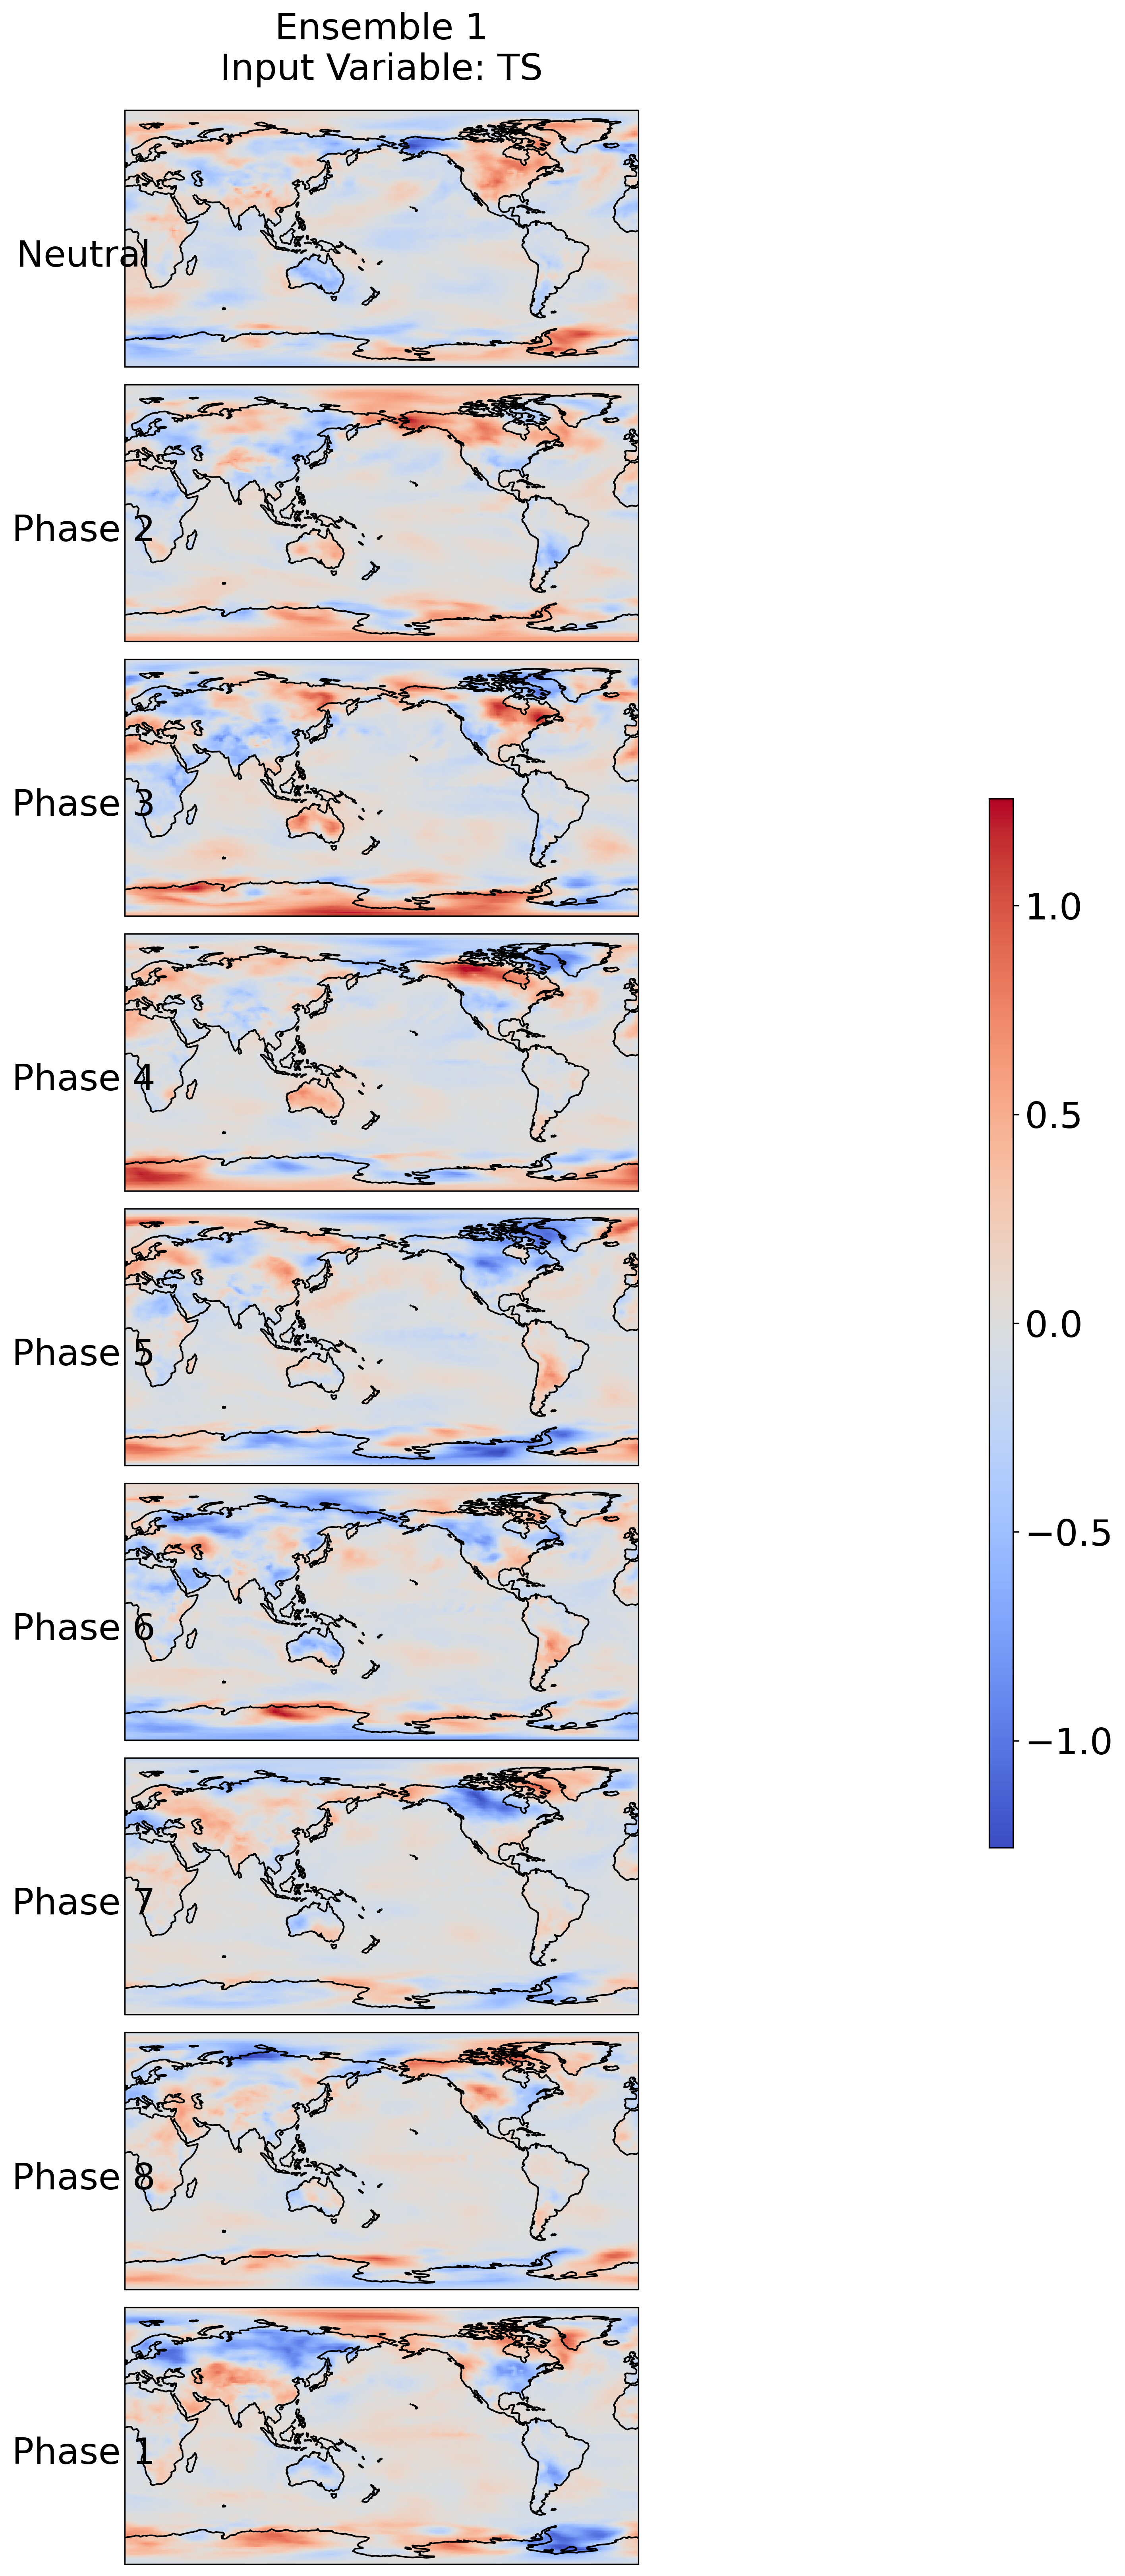 Ensemble 1
Input Variable: TS
Neutral
Phase 2
Phase 3
Phase 4
Phase 5
Phase 6
Phase 7
Phase 8
Phase 1
1.0
0.5
0.0
−0.5
−1.0